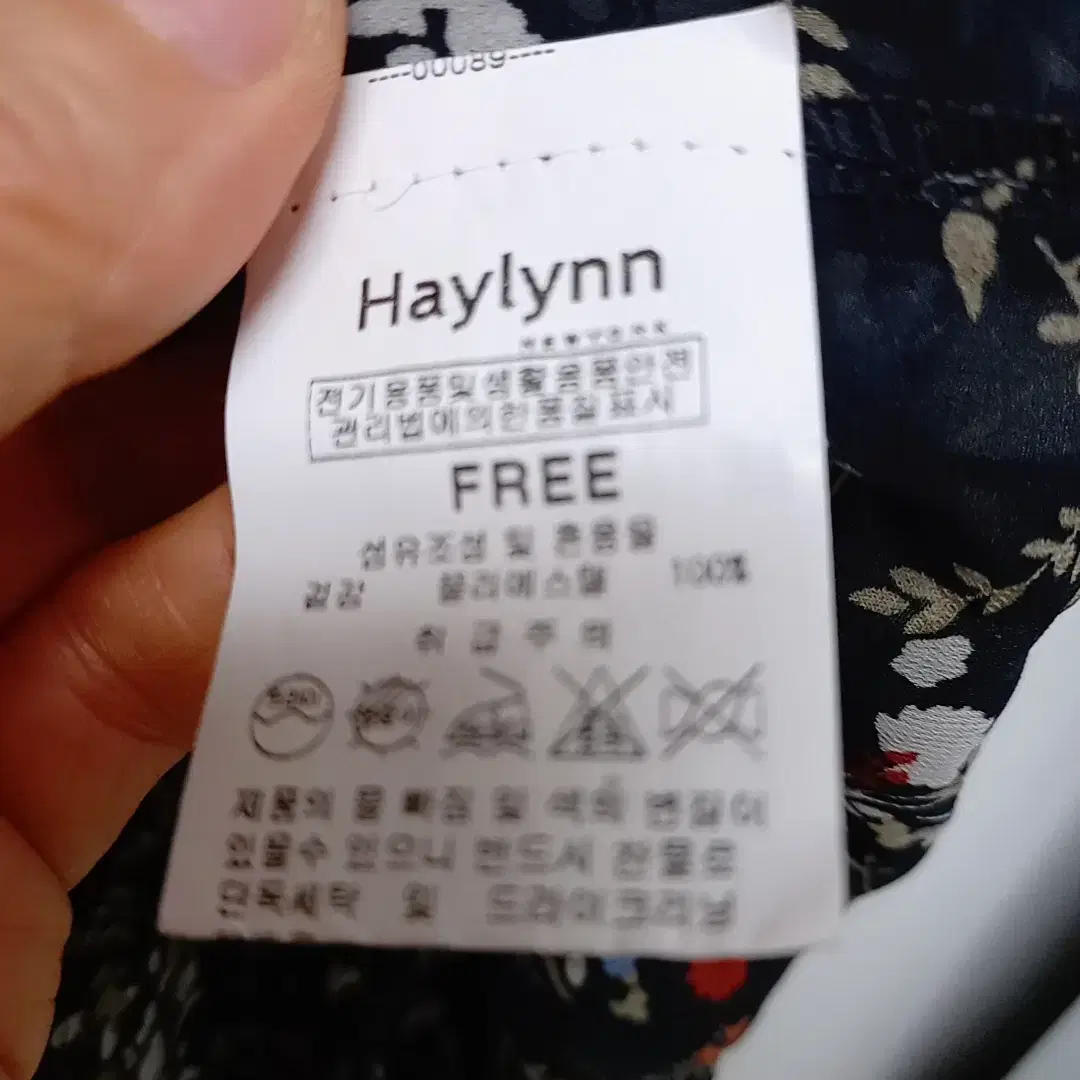 ----00089----
Haylynn
전기용품및생활용품안전
관리법에의한품질표시
FREE
섬유조성 및 혼용율
겉감 폴리에스텔 100%
취급주의
제품의 물 빠짐 및 색의 변질이
있을수 있으니 반드시 찬물로
단독세탁 및 드라이크리닝